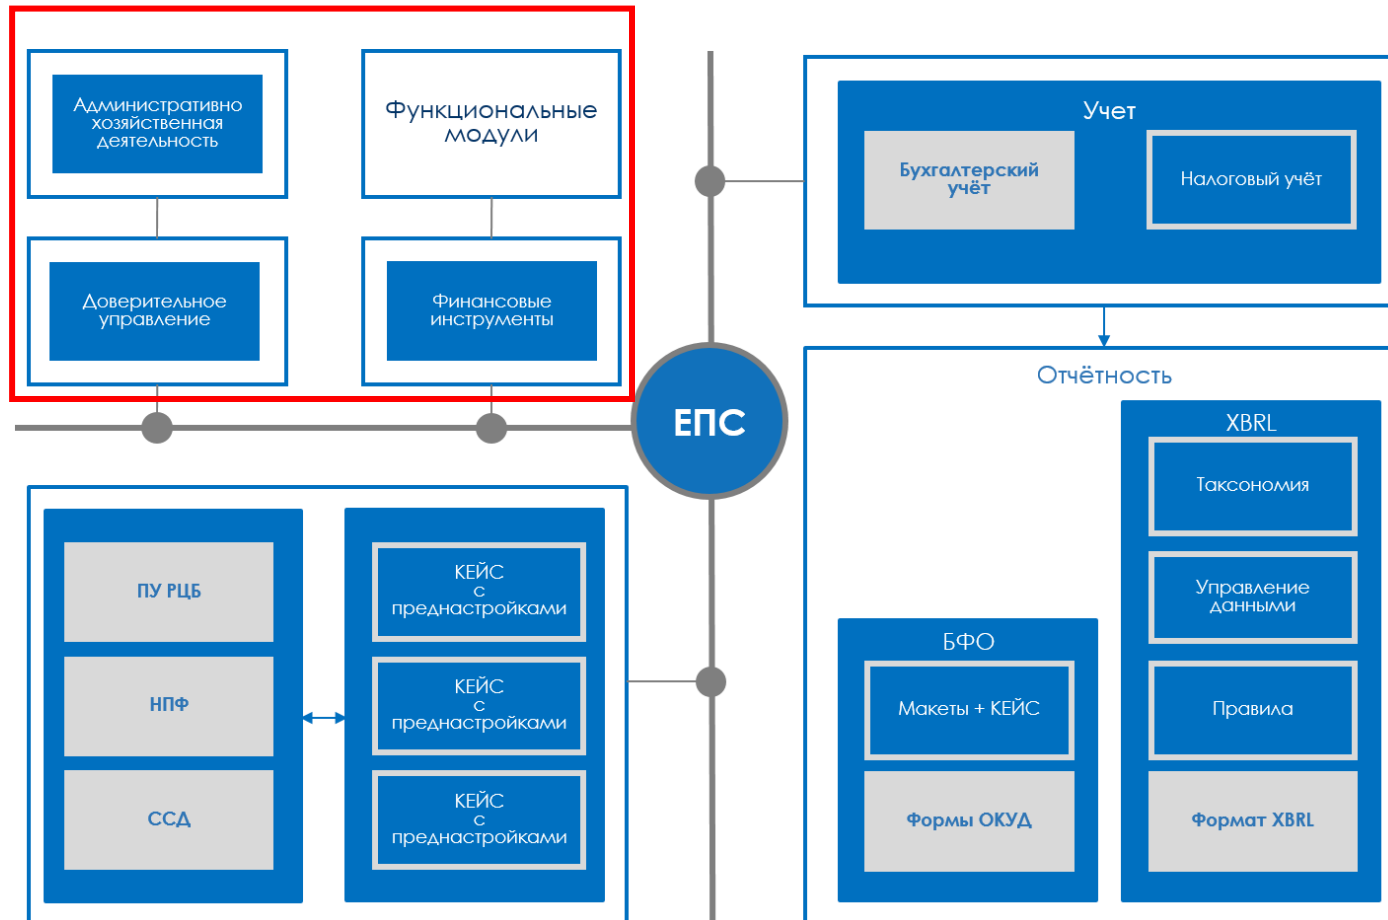 Административно
хозяйственная
деятельность
Функциональные
модули
Доверительное
управление
Финансовые
инструменты
ЕПС
Учет
Бухгалтерский
учёт
Налоговый учёт
Отчётность
XBRL
Таксономия
Управление
данными
Правила
Формат XBRL
БФО
Макеты + КЕЙС
Формы ОКУД
ПУ РЦБ
НПФ
ССД
КЕЙС
с
преднастройками
КЕЙС
с
преднастройками
КЕЙС
с
преднастройками